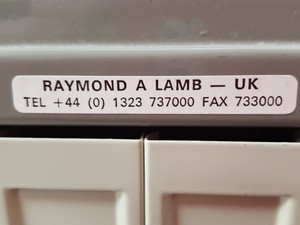 RAYMOND A LAMB — UK
TEL +44 (0) 1323 737000 FAX 733000